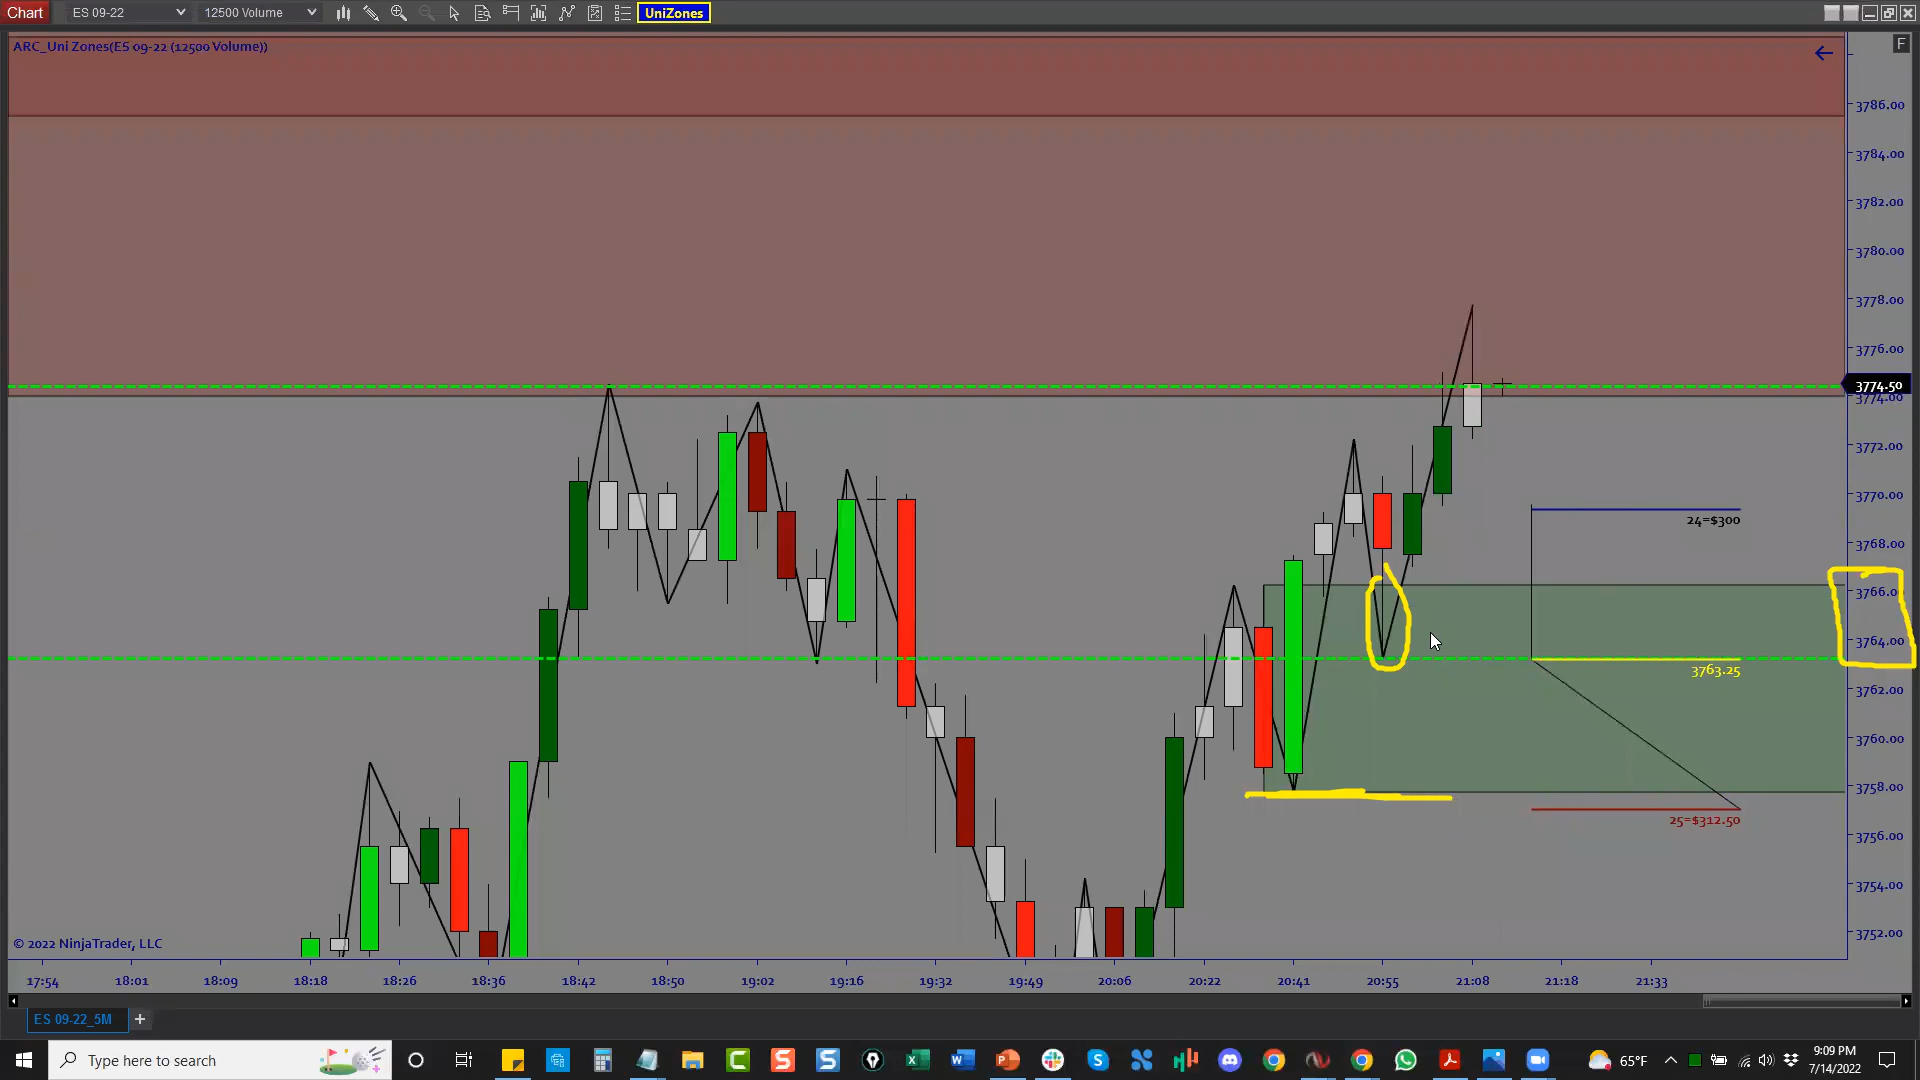 Chart ES 09-22 12500 Volume UniZones
ARC_Uni Zones(ES 09-22 (12500 Volume))
F
3786.00
3784.00
3782.00
3780.00
3778.00
3776.00
3774.50
3774.00
3772.00
3770.00
24=$300
3768.00
3766.0
3764.00
3763.25
3762.00
3760.00
3758.00
25=$312.50
3756.00
3754.00
3752.00
© 2022 NinjaTrader, LLC
17:54 18:01 18:09 18:18 18:26 18:36 18:42 18:50 19:02 19:16 19:32 19:49 20:06 20:22 20:41 20:55 21:08 21:18 21:33
ES 09-22_5M +
Type here to search
65°F
9:09 PM
7/14/2022